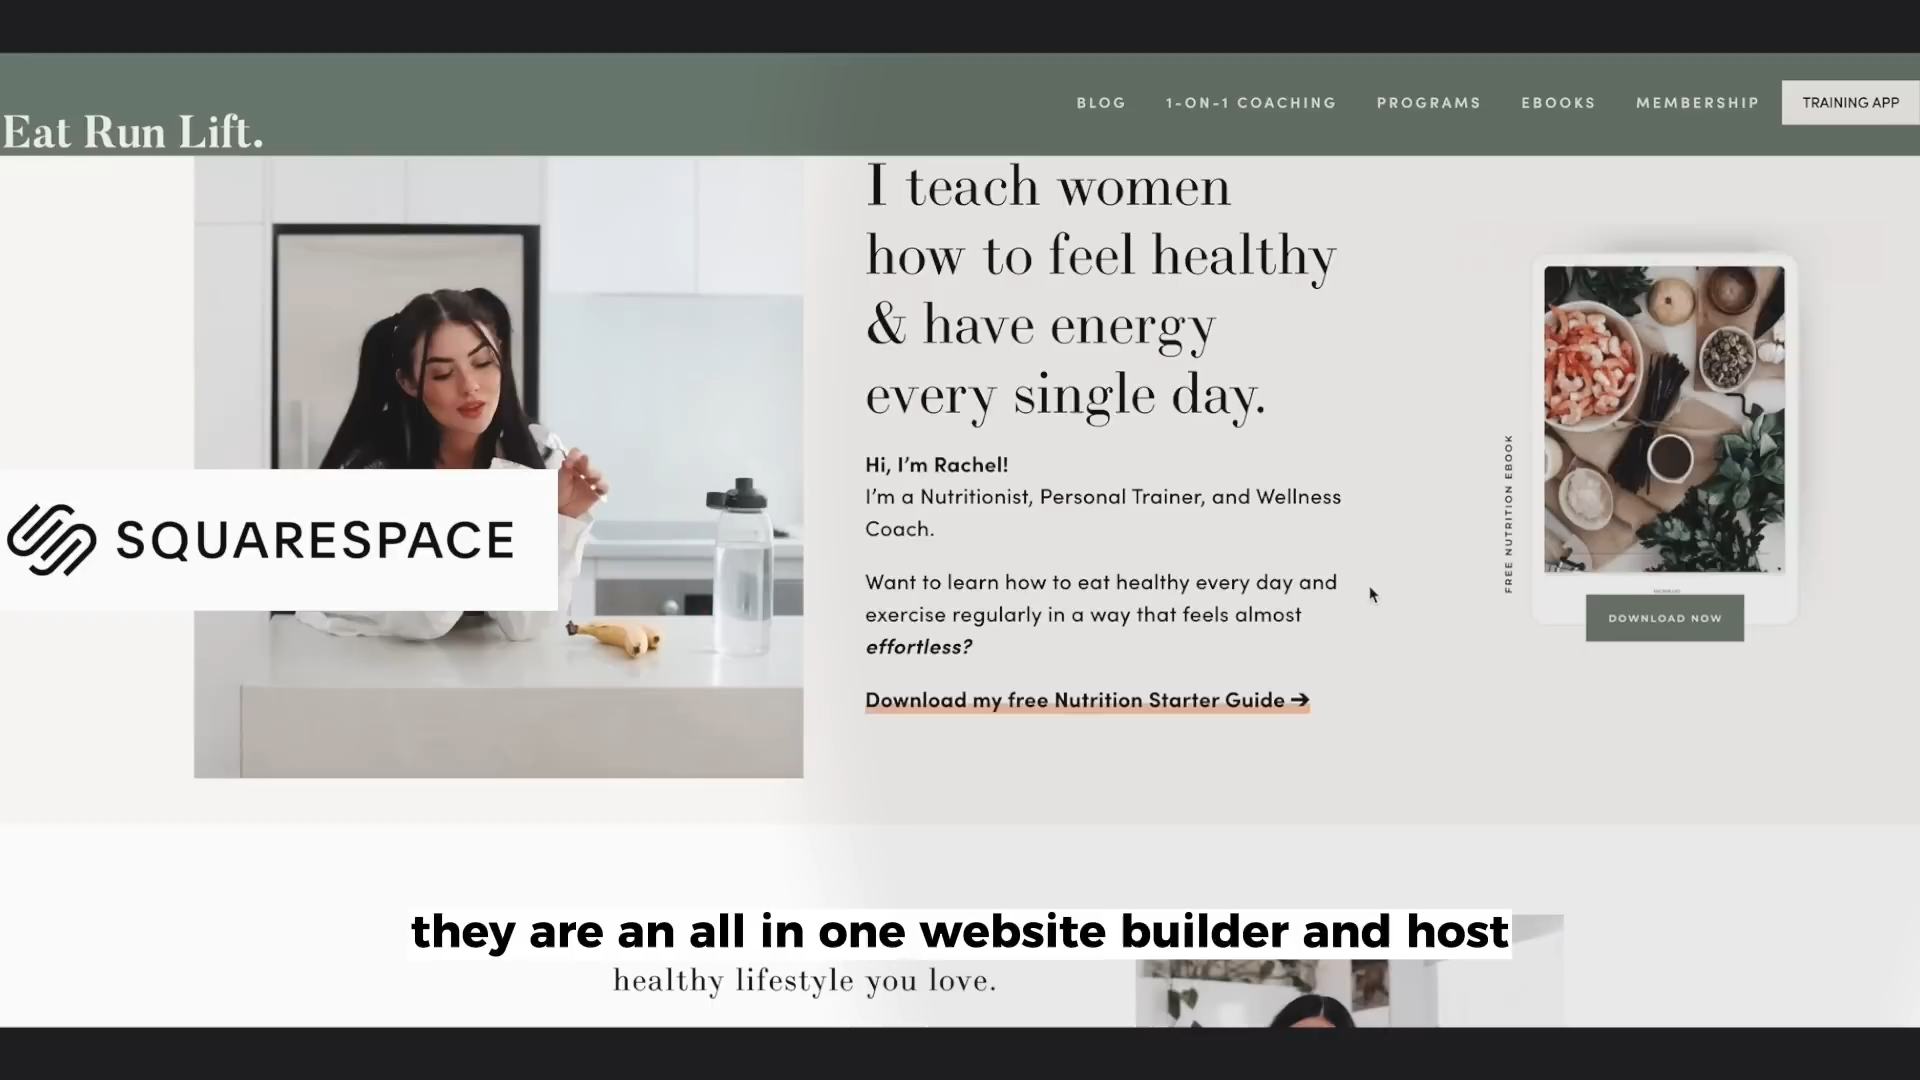 Eat Run Lift.
BLOG
1-ON-1 COACHING
PROGRAMS
EBOOKS
MEMBERSHIP
TRAINING APP
I teach women
how to feel healthy
& have energy
every single day.
Hi, I'm Rachel!
I'm a Nutritionist, Personal Trainer, and Wellness
Coach.
Want to learn how to eat healthy every day and
exercise regularly in a way that feels almost
effortless?
Download my free Nutrition Starter Guide →
FREE NUTRITION EBOOK
DOWNLOAD NOW
SQUARESPACE
they are an all in one website builder and host
healthy lifestyle you love.